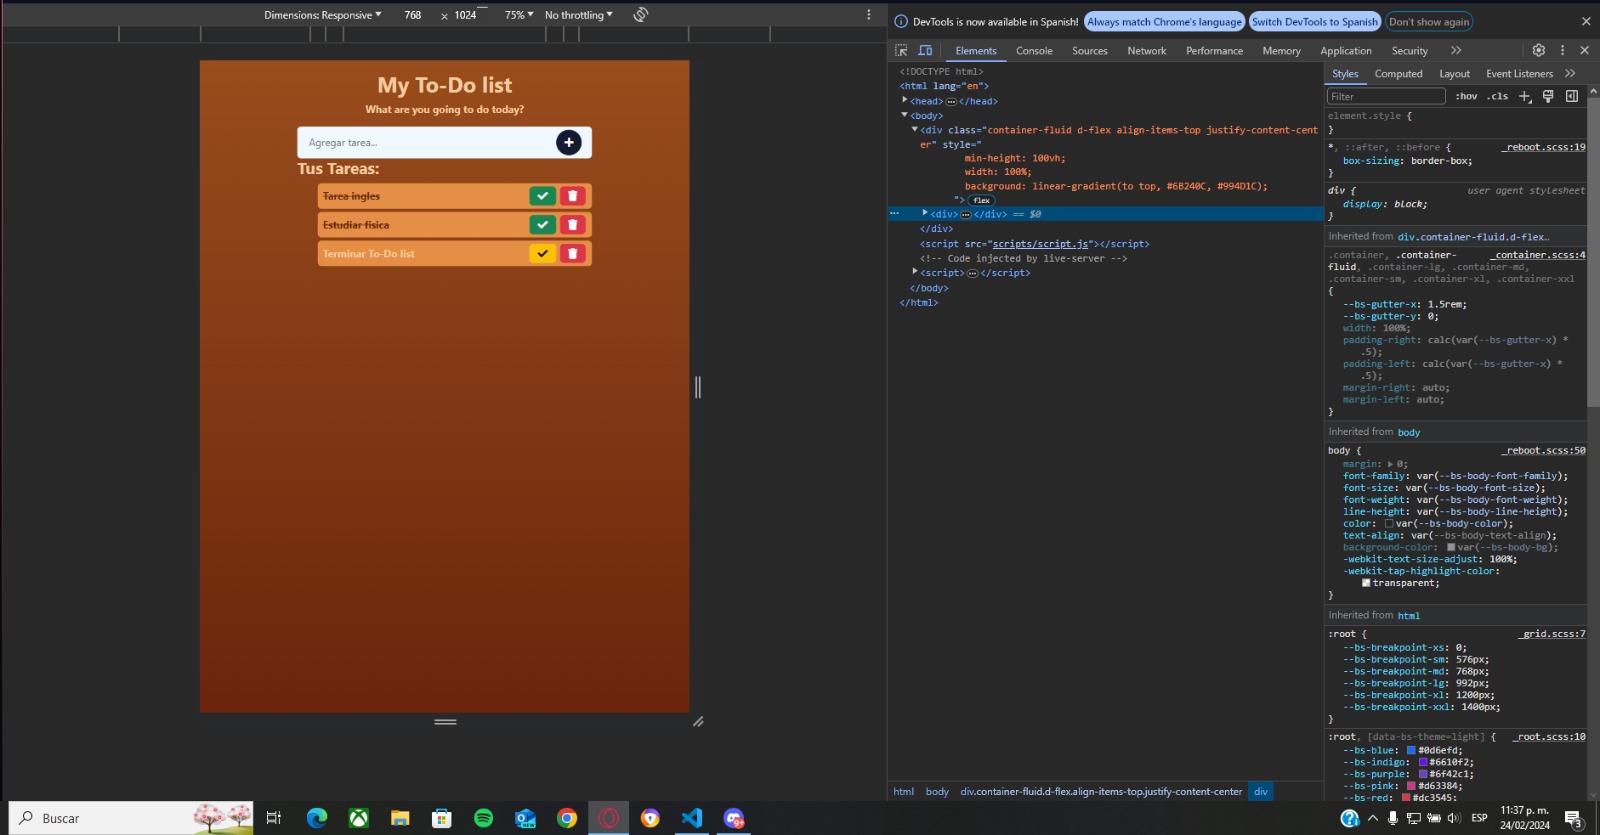 Dimensions: Responsive 768 × 1024 75% No throttling
My To-Do list
What are you going to do today?
Agregar tarea...
Tus Tareas:
Tarea ingles
Estudiar fisica
Terminar To-Do list
DevTools is now available in Spanish! Always match Chrome's language Switch DevTools to Spanish Don't show again
Elements Console Sources Network Performance Memory Application Security
<!DOCTYPE html>
<html lang="en">
<head> ⋯ </head>
<body>
<div class="container-fluid d-flex align-items-top justify-content-cent
er" style="
min-height: 100vh;
width: 100%;
background: linear-gradient(to top, #6B240C, #994D1C);
"> flex
<div> ⋯ </div> == $0
</div>
<script src="scripts/script.js"></script>
<!-- Code injected by live-server -->
<script> ⋯ </script>
</body>
</html>
html body div.container-fluid.d-flex.align-items-top.justify-content-center div
Styles Computed Layout Event Listeners
Filter :hov .cls
element.style {
}
*, ::after, ::before { _reboot.scss:19
box-sizing: border-box;
}
div { user agent stylesheet
display: block;
}
Inherited from div.container-fluid.d-flex…
.container, .container- _container.scss:4
fluid, .container-lg, .container-md,
.container-sm, .container-xl, .container-xxl
{
--bs-gutter-x: 1.5rem;
--bs-gutter-y: 0;
width: 100%;
padding-right: calc(var(--bs-gutter-x) *
.5);
padding-left: calc(var(--bs-gutter-x) *
.5);
margin-right: auto;
margin-left: auto;
}
Inherited from body
body { _reboot.scss:50
margin: 0;
font-family: var(--bs-body-font-family);
font-size: var(--bs-body-font-size);
font-weight: var(--bs-body-font-weight);
line-height: var(--bs-body-line-height);
color: var(--bs-body-color);
text-align: var(--bs-body-text-align);
background-color: var(--bs-body-bg);
-webkit-text-size-adjust: 100%;
-webkit-tap-highlight-color:
transparent;
}
Inherited from html
:root { _grid.scss:7
--bs-breakpoint-xs: 0;
--bs-breakpoint-sm: 576px;
--bs-breakpoint-md: 768px;
--bs-breakpoint-lg: 992px;
--bs-breakpoint-xl: 1200px;
--bs-breakpoint-xxl: 1400px;
}
:root, [data-bs-theme=light] { _root.scss:10
--bs-blue: #0d6efd;
--bs-indigo: #6610f2;
--bs-purple: #6f42c1;
--bs-pink: #d63384;
--bs-red: #dc3545;
Buscar
ESP
11:37 p. m.
24/02/2024
3